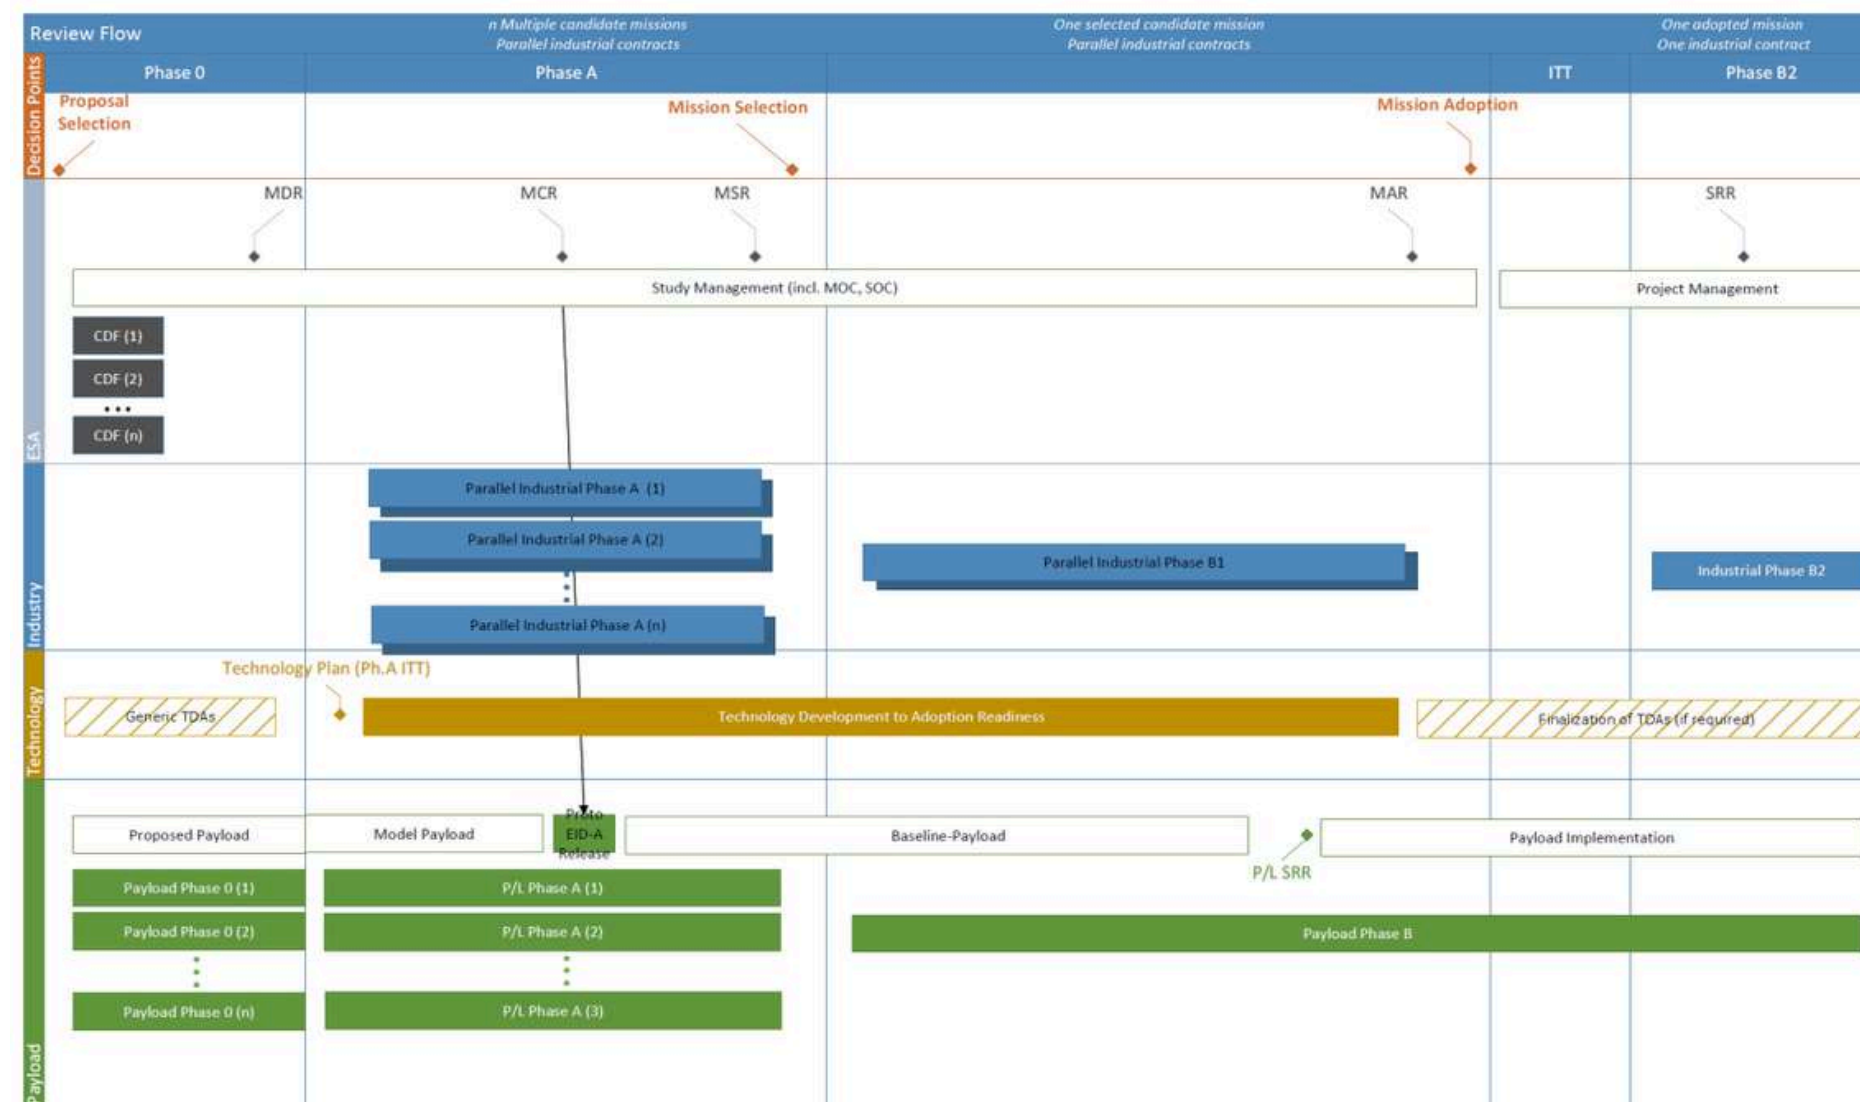 n Multiple candidate missions
Parallel industrial contracts
One selected candidate mission
Parallel industrial contracts
One adopted mission
One industrial contract
Review Flow
Phase 0
Phase A
ITT
Phase B2
Decision Points
Proposal
Selection
Mission Selection
Mission Adoption
ESA
MDR
MCR
MSR
MAR
SRR
Study Management (incl. MOC, SOC)
Project Management
CDF (1)
CDF (2)
•••
CDF (n)
Industry
Parallel Industrial Phase A (1)
Parallel Industrial Phase A (2)
Parallel Industrial Phase A (n)
Parallel Industrial Phase B1
Industrial Phase B2
Technology
Technology Plan (Ph.A ITT)
Generic TDAs
Technology Development to Adoption Readiness
Finalization of TDAs (if required)
Payload
Proposed Payload
Model Payload
Proto
EID-A
Release
Baseline-Payload
P/L SRR
Payload Implementation
Payload Phase 0 (1)
P/L Phase A (1)
Payload Phase 0 (2)
P/L Phase A (2)
Payload Phase B
Payload Phase 0 (n)
P/L Phase A (3)